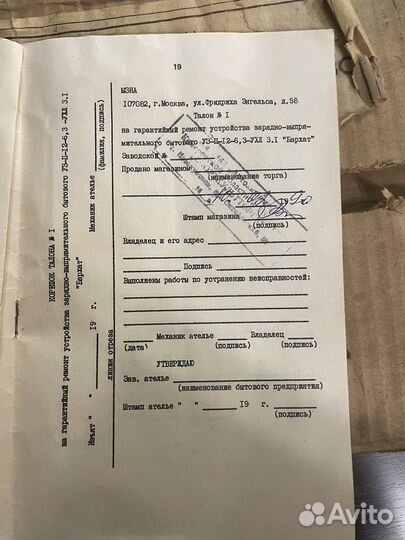 19
МЗИА
107082, г.Москва, ул.Фридриха Энгельса, д.58
Талон № I
на гарантийный ремонт устройства зарядно-выпря-
мительного бытового УЗ-П-12-6,3 УХЛ 3.I "Бархат"
Заводской №
Продано магазином
(наименование торга)
19
Штамп магазина
(подпись)
Владелец и его адрес
Подпись
Выполнены работы по устранению неисправностей:
Механик ателье Владелец
(дата) (подпись) (подпись)
УТВЕРЖДАЮ
Зав. ателье
(наименование бытового предприятия)
Штамп ателье " " 19 г.
(подпись)
КОРЕШОК ТАЛОНА № I
на гарантийный ремонт устройства зарядно-выпрямительного бытового УЗ-П-12-6,3 -УХЛ 3.I
"Бархат"
Изъят " " 19 г. Механик ателье
(фамилия, подпись)
линия отреза
Avito